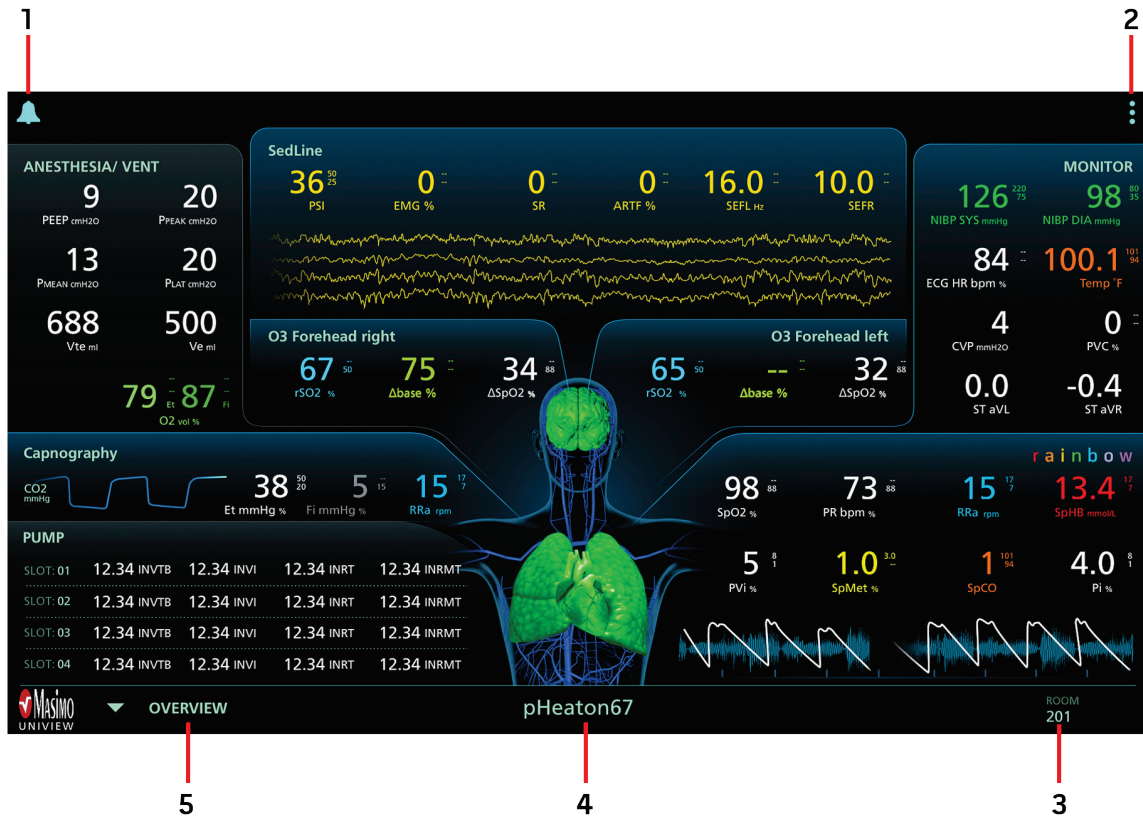 1
2
ANESTHESIA/ VENT
9 20
PEEP cmH2O PPEAK cmH2O
13 20
PMEAN cmH2O PLAT cmH2O
688 500
Vte ml Ve ml
79 -- -- Et 87 -- -- Fi
O2 vol %
SedLine
36 50 25 0 -- -- 0 -- -- 0 -- -- 16.0 -- -- 10.0 -- --
PSI EMG % SR ARTF % SEFL Hz SEFR
O3 Forehead right
67 50 75 -- -- 34 -- 88
rSO2 % Δbase % ΔSpO2 %
O3 Forehead left
65 50 -- -- -- 32 -- 88
rSO2 % Δbase % ΔSpO2 %
MONITOR
126 220 75 98 80 35
NIBP SYS mmHg NIBP DIA mmHg
84 -- -- 100.1 101 94
ECG HR bpm % Temp °F
4 0 -- --
CVP mmH2O PVC %
0.0 -0.4
ST aVL ST aVR
Capnography
CO2
mmHg
38 50 20 5 -- 15 15 17 7
Et mmHg % Fi mmHg % RRa rpm
PUMP
SLOT: 01 12.34 INVTB 12.34 INVI 12.34 INRT 12.34 INRMT
SLOT: 02 12.34 INVTB 12.34 INVI 12.34 INRT 12.34 INRMT
SLOT: 03 12.34 INVTB 12.34 INVI 12.34 INRT 12.34 INRMT
SLOT: 04 12.34 INVTB 12.34 INVI 12.34 INRT 12.34 INRMT
rainbow
98 -- 88 73 -- 88 15 17 7 13.4 17 7
SpO2 % PR bpm % RRa rpm SpHB mmol/L
5 8 1 1.0 3.0 -- 1 101 94 4.0 8 1
PVi % SpMet % SpCO Pi %
Masimo
UNIVIEW
OVERVIEW
pHeaton67
ROOM
201
5
4
3